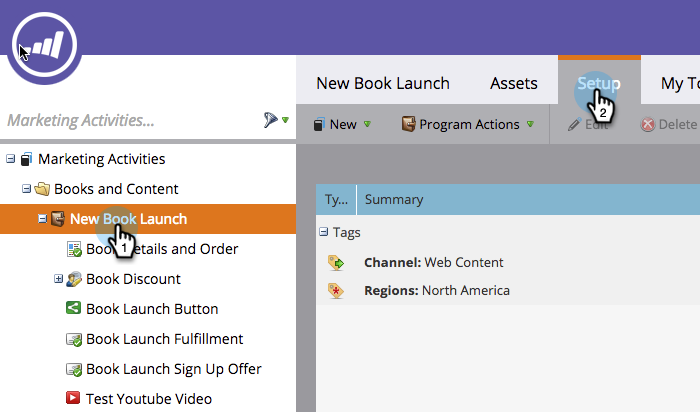 New Book Launch Assets Setup My To
Marketing Activities...
New Program Actions Edit Delete
Marketing Activities
Books and Content
New Book Launch
1
2
Book Details and Order
Book Discount
Book Launch Button
Book Launch Fulfillment
Book Launch Sign Up Offer
Test Youtube Video
Ty... Summary
Tags
Channel: Web Content
Regions: North America